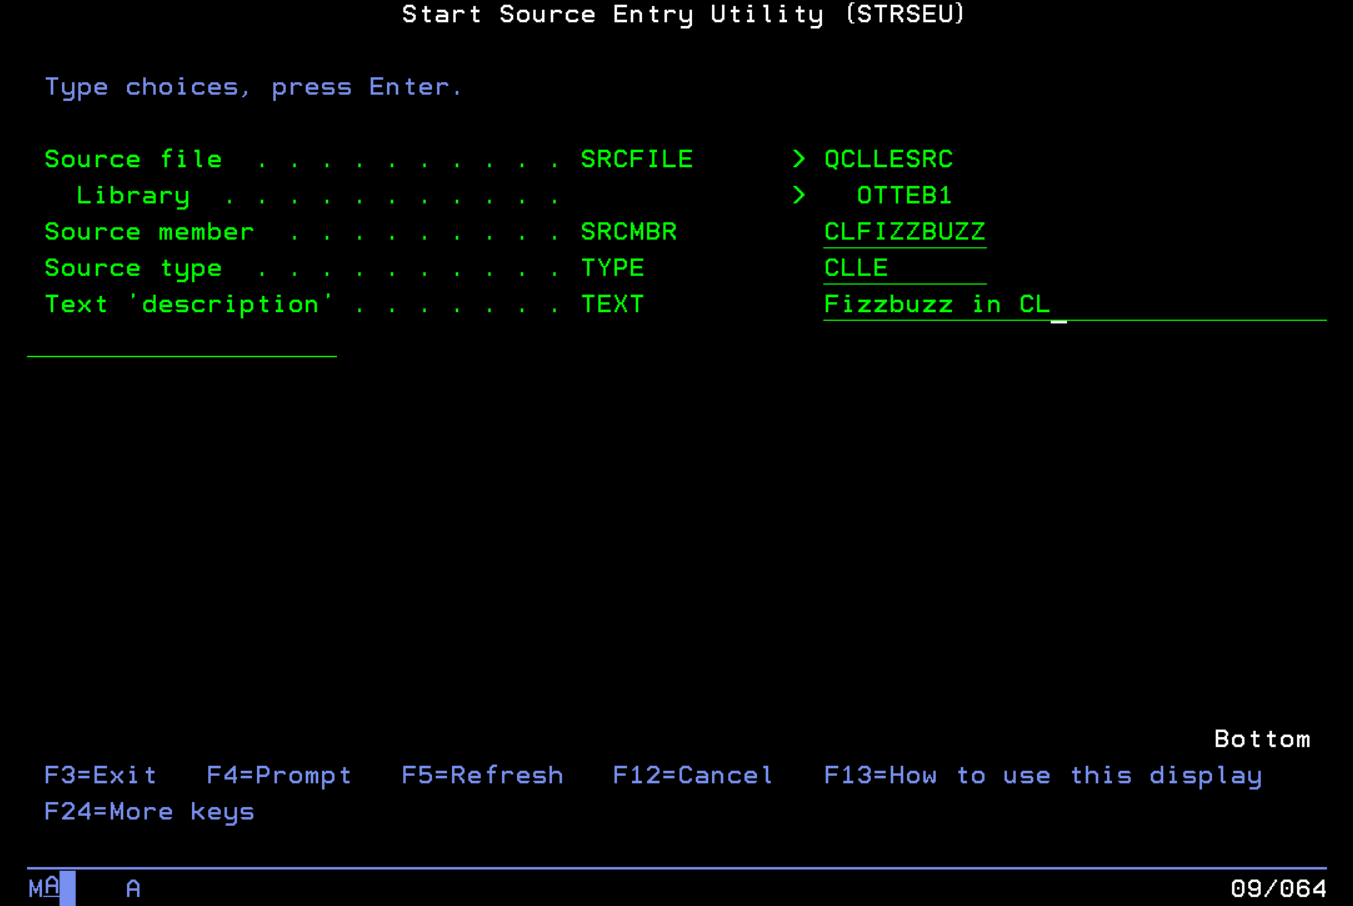 Start Source Entry Utility (STRSEU)
Type choices, press Enter.
Source file . . . . . . . . . . SRCFILE > QCLLESRC
Library . . . . . . . . . . . > OTTEB1
Source member . . . . . . . . . SRCMBR CLFIZZBUZZ
Source type . . . . . . . . . . TYPE CLLE
Text 'description' . . . . . . . TEXT Fizzbuzz in CL
Bottom
F3=Exit F4=Prompt F5=Refresh F12=Cancel F13=How to use this display
F24=More keys
MA A 09/064